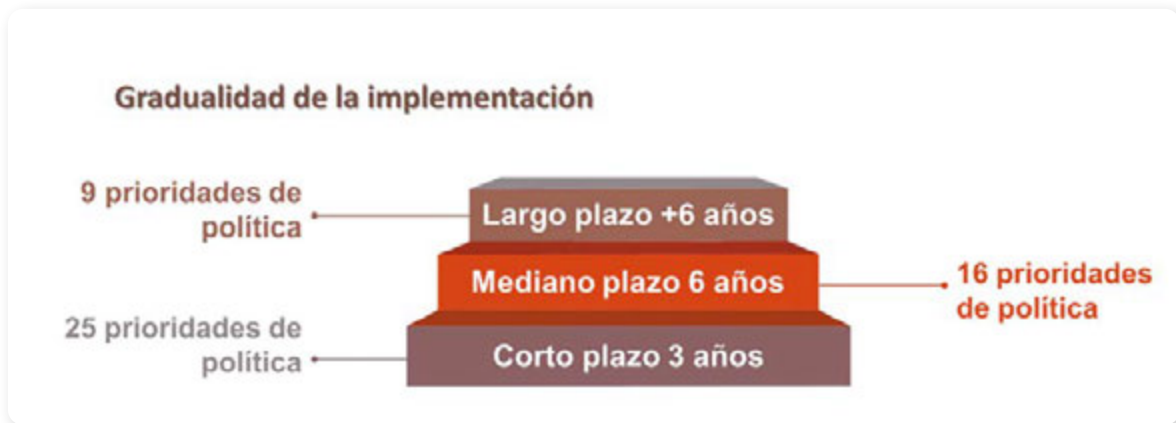 Gradualidad de la implementación
9 prioridades de
política
Largo plazo +6 años
Mediano plazo 6 años
16 prioridades
de política
25 prioridades de
política
Corto plazo 3 años